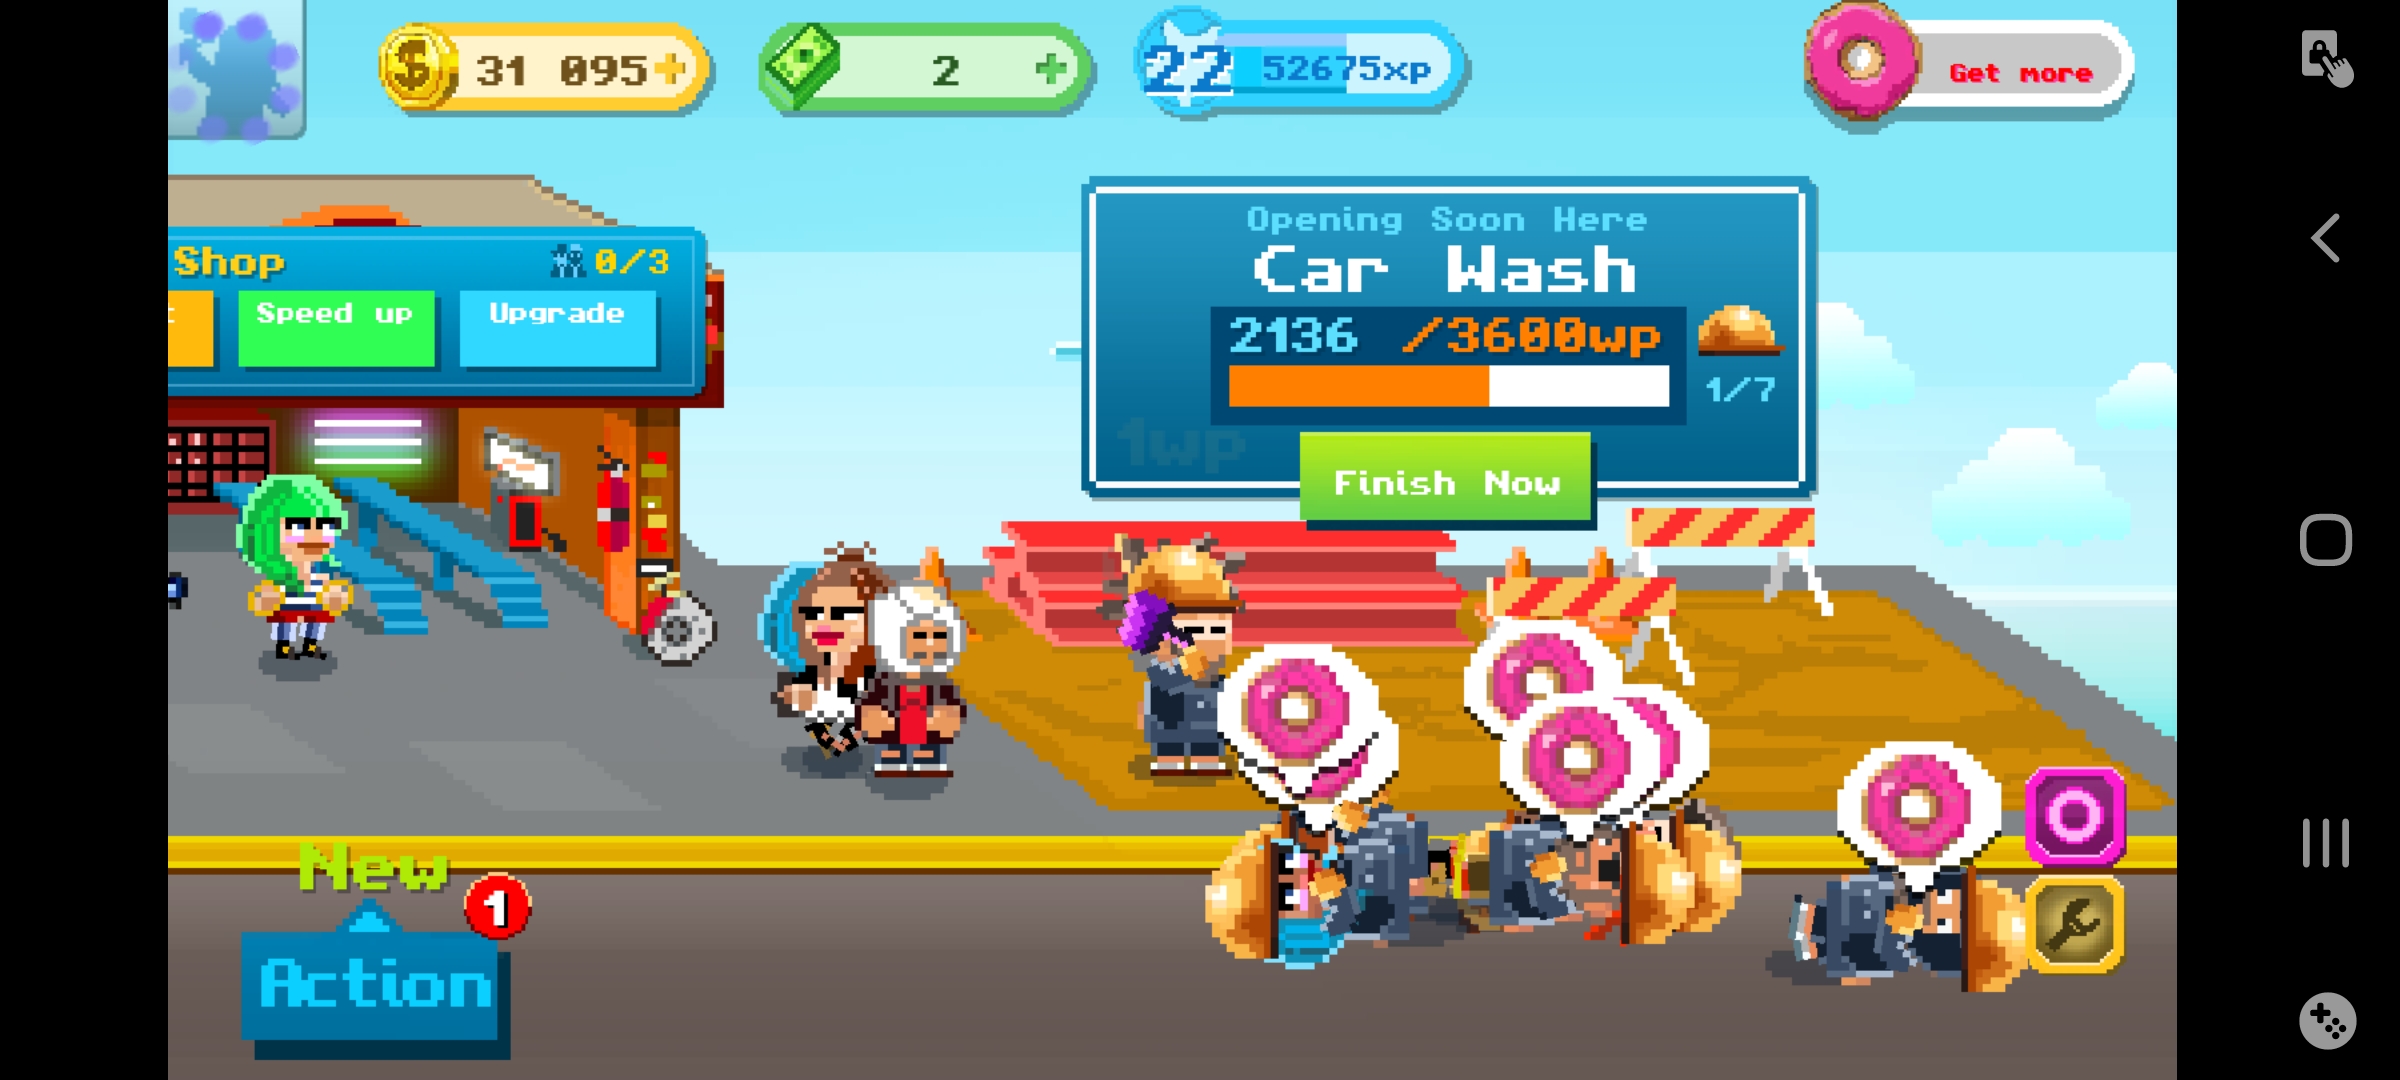 31 095 +
2 +
22 52675xp
Get more
Opening Soon Here
Car Wash
2136 /3600wp
1/7
1wp
Finish Now
Shop 0/3
Speed up
Upgrade
New
1
Action